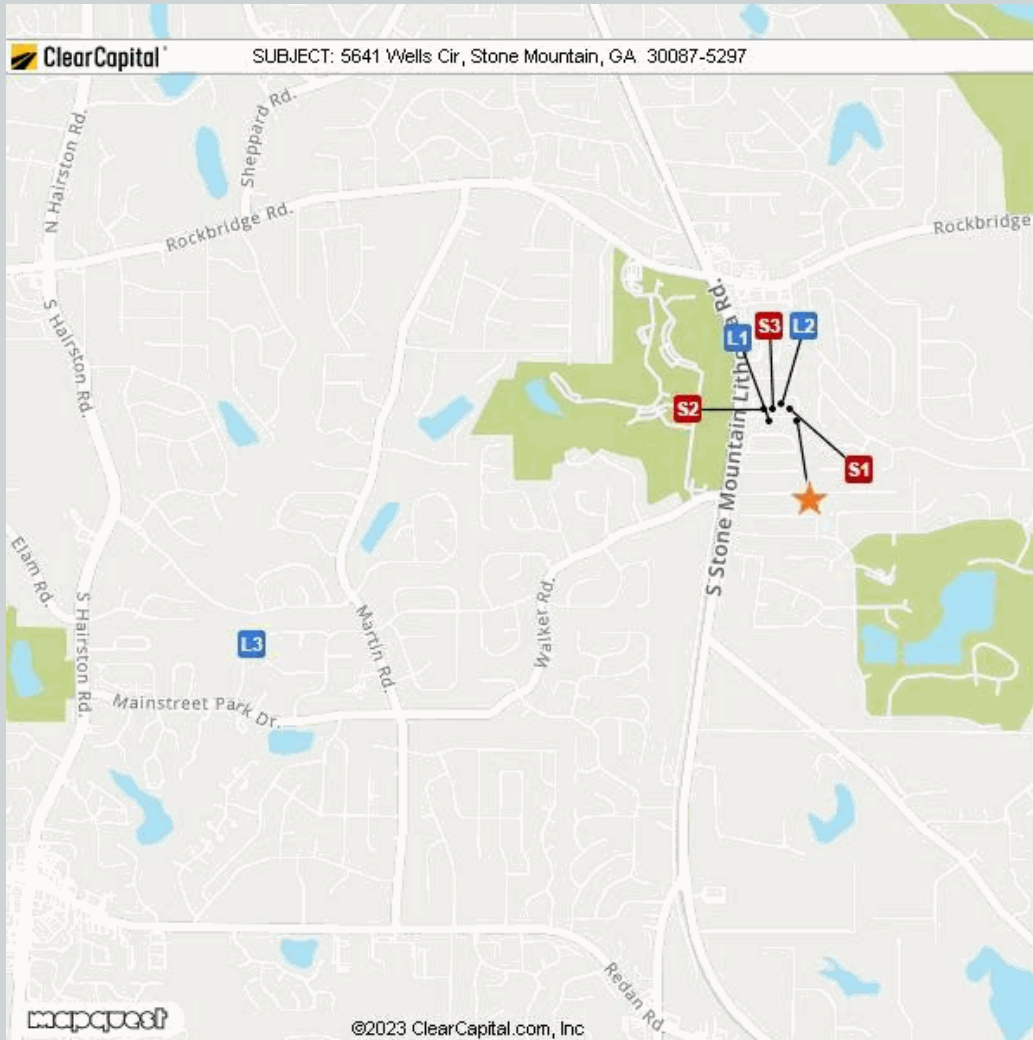 ClearCapital
SUBJECT: 5641 Wells Cir, Stone Mountain, GA 30087-5297
N Hairston Rd.
Sheppard Rd.
Rockbridge Rd.
Rockbridge
S Hairston Rd.
L1
S3
L2
S2
S1
S Stone Mountain Lithonia Rd.
Elam Rd.
S Hairston Rd.
L3
Martin Rd.
Walker Rd.
Mainstreet Park Dr.
Redan Rd.
mapquest
©2023 ClearCapital.com, Inc